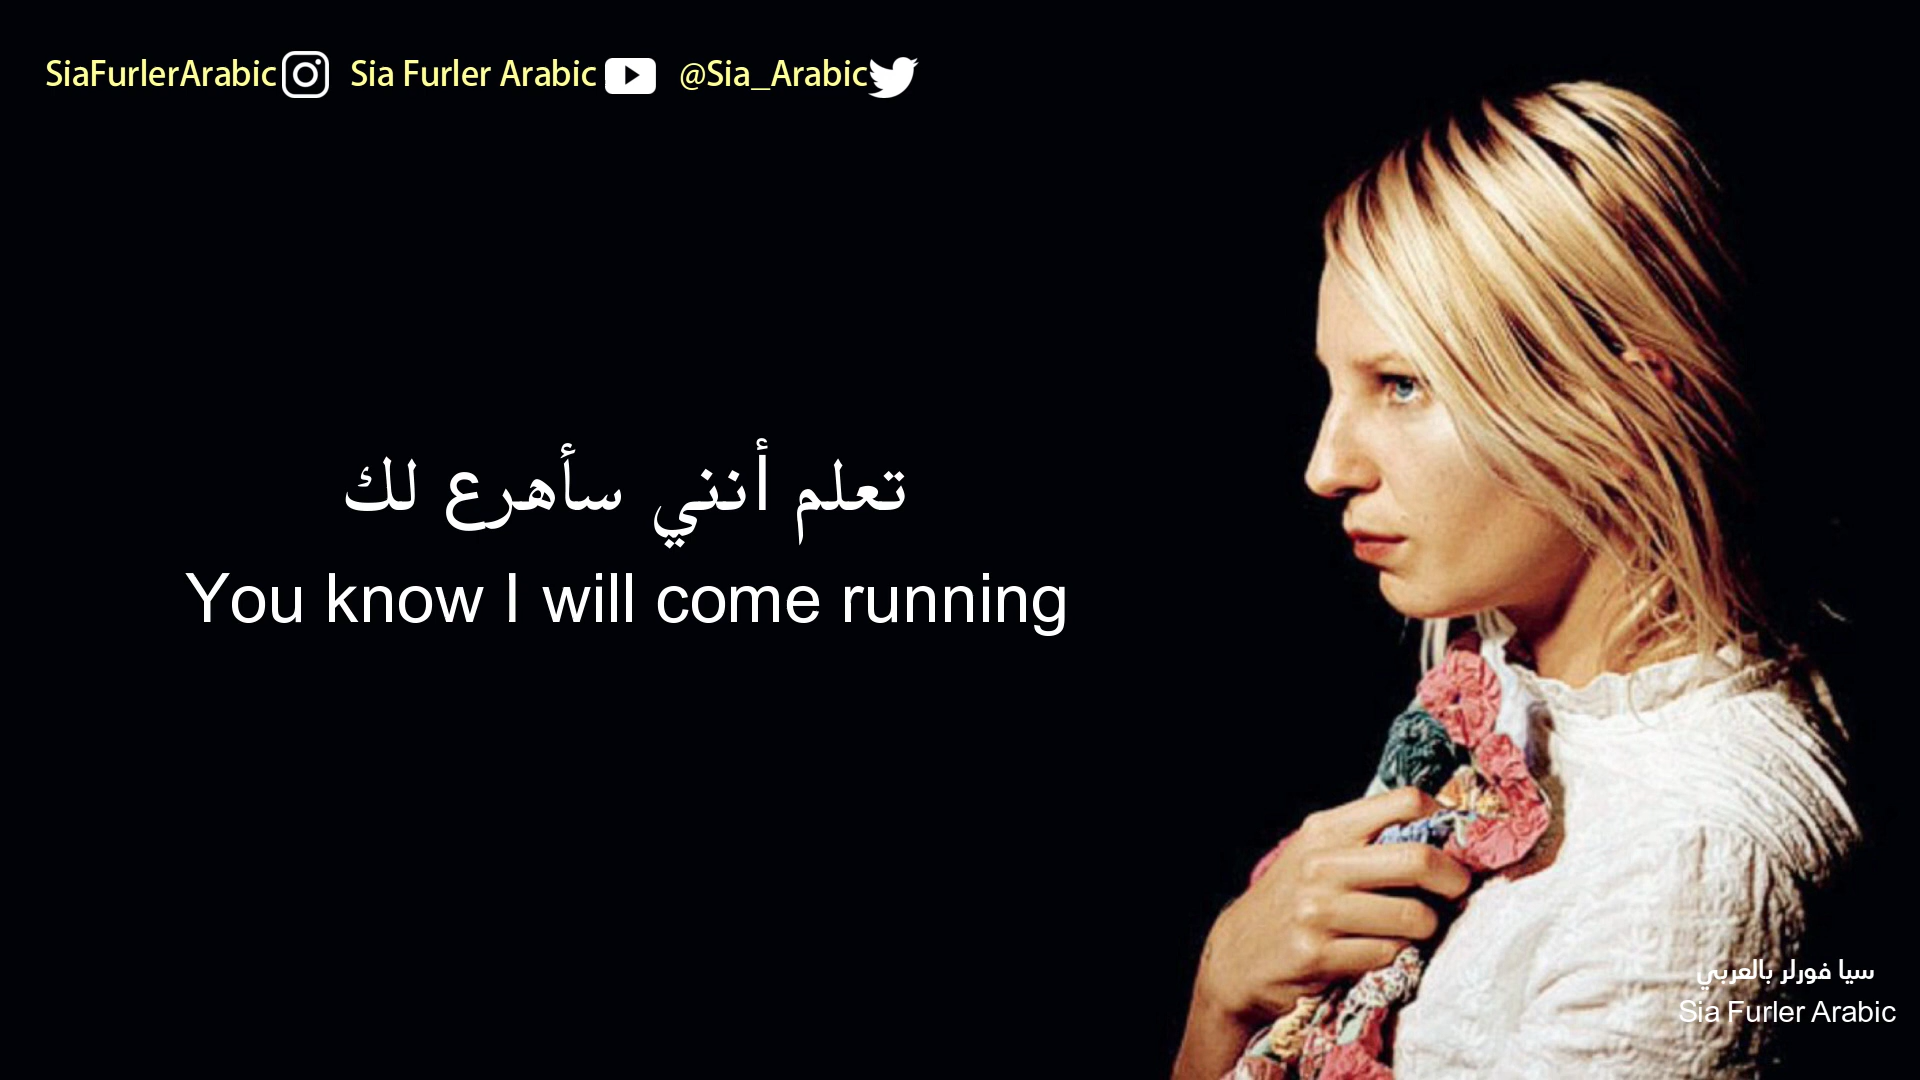 SiaFurlerArabic Sia Furler Arabic @Sia_Arabic
تعلم أنني سأهرع لك
You know I will come running
سيا فورلر بالعربي
Sia Furler Arabic